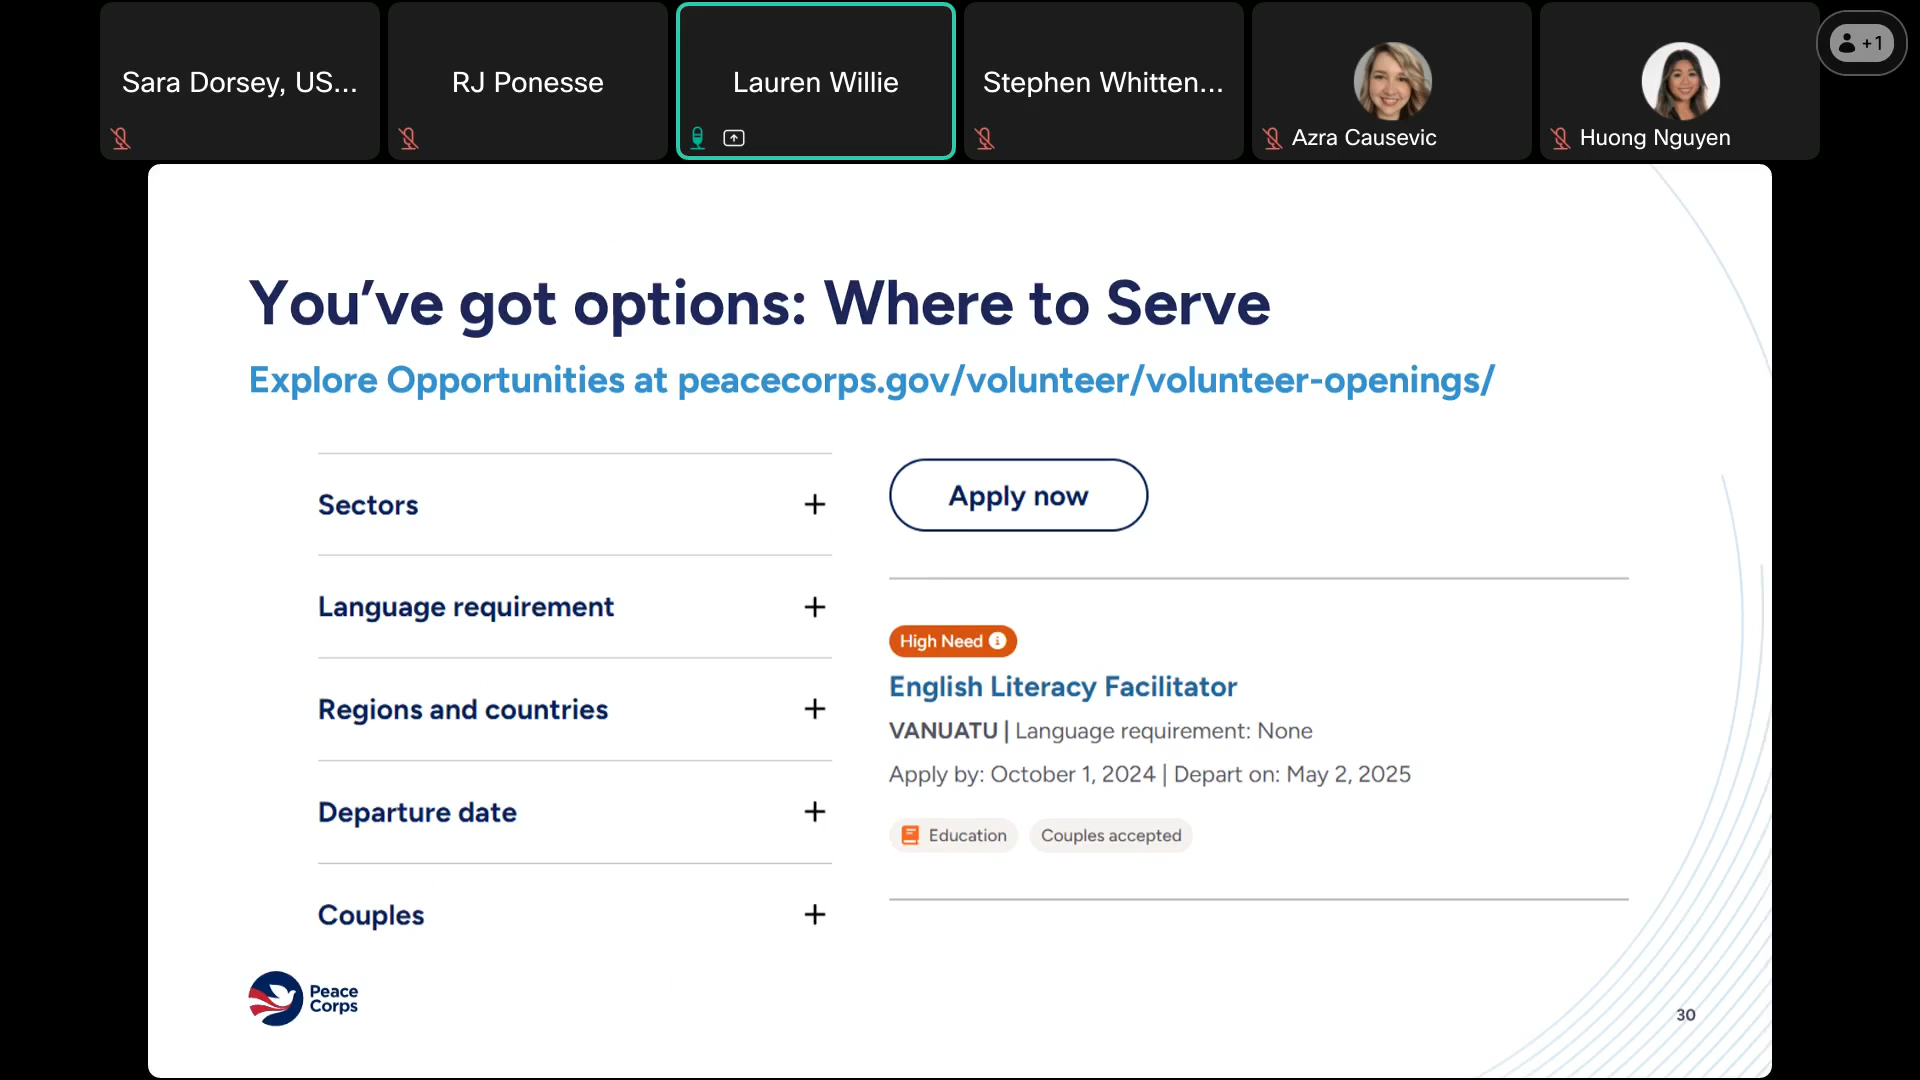 Sara Dorsey, US...
RJ Ponesse
Lauren Willie
Stephen Whitten...
Azra Causevic
Huong Nguyen
+1
You’ve got options: Where to Serve
Explore Opportunities at peacecorps.gov/volunteer/volunteer-openings/
Sectors +
Language requirement +
Regions and countries +
Departure date +
Couples +
Apply now
High Need i
English Literacy Facilitator
VANUATU | Language requirement: None
Apply by: October 1, 2024 | Depart on: May 2, 2025
Education Couples accepted
Peace
Corps
30